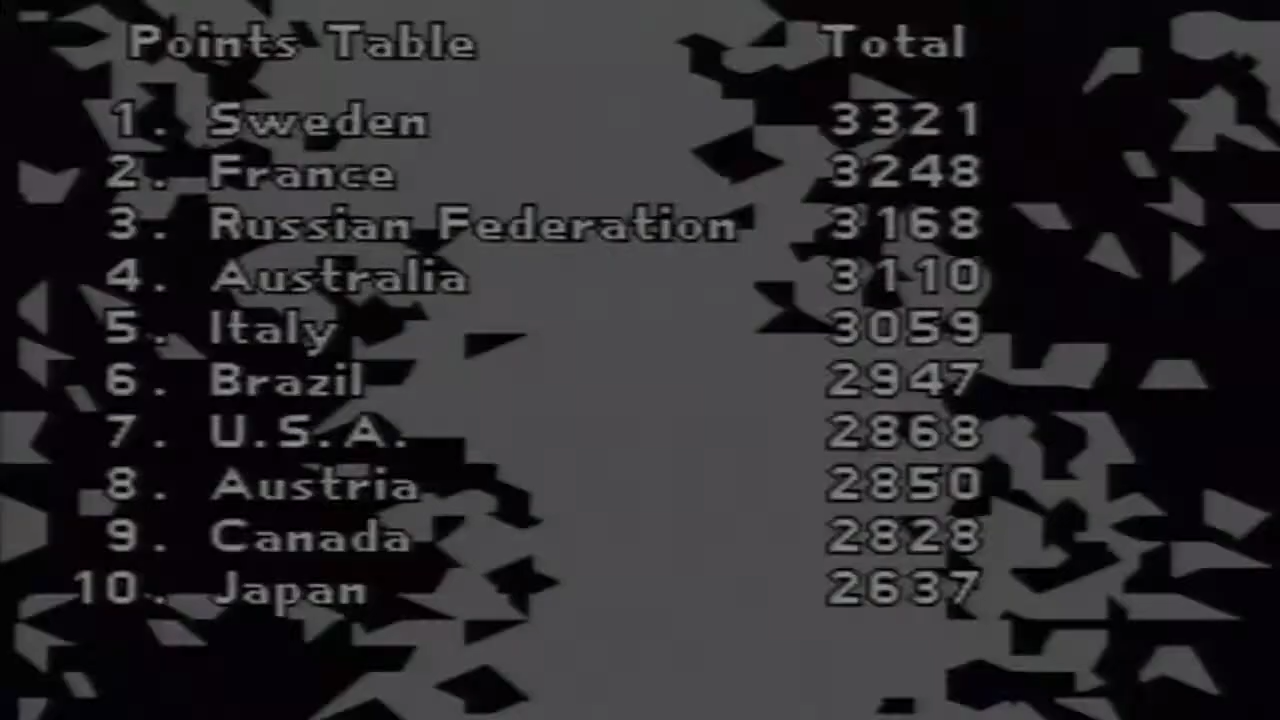 Points Table Total
1. Sweden 3321
2. France 3248
3. Russian Federation 3168
4. Australia 3110
5. Italy 3059
6. Brazil 2947
7. U.S.A. 2868
8. Austria 2850
9. Canada 2828
10. Japan 2637